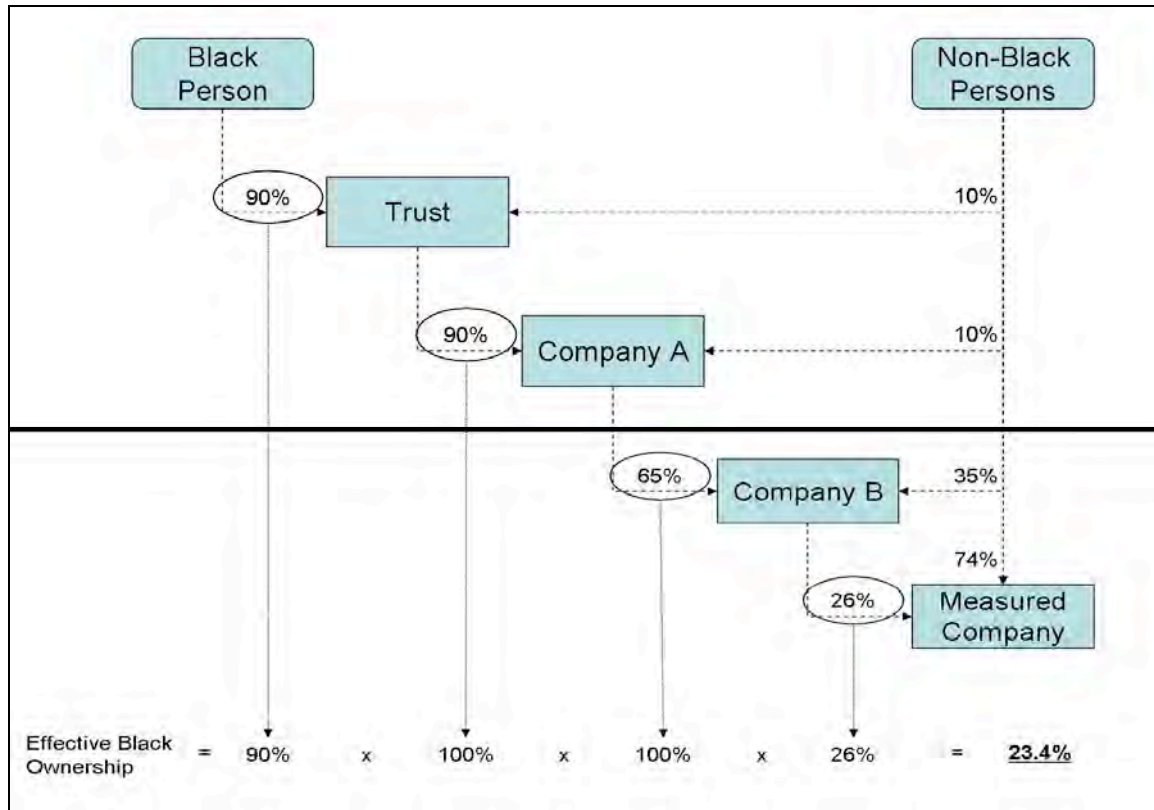 Black
Person
Non-Black
Persons
90%
Trust
10%
90%
Company A
10%
65%
Company B
35%
74%
26%
Measured
Company
Effective Black
Ownership
= 90% x 100% x 100% x 26% = 23.4%